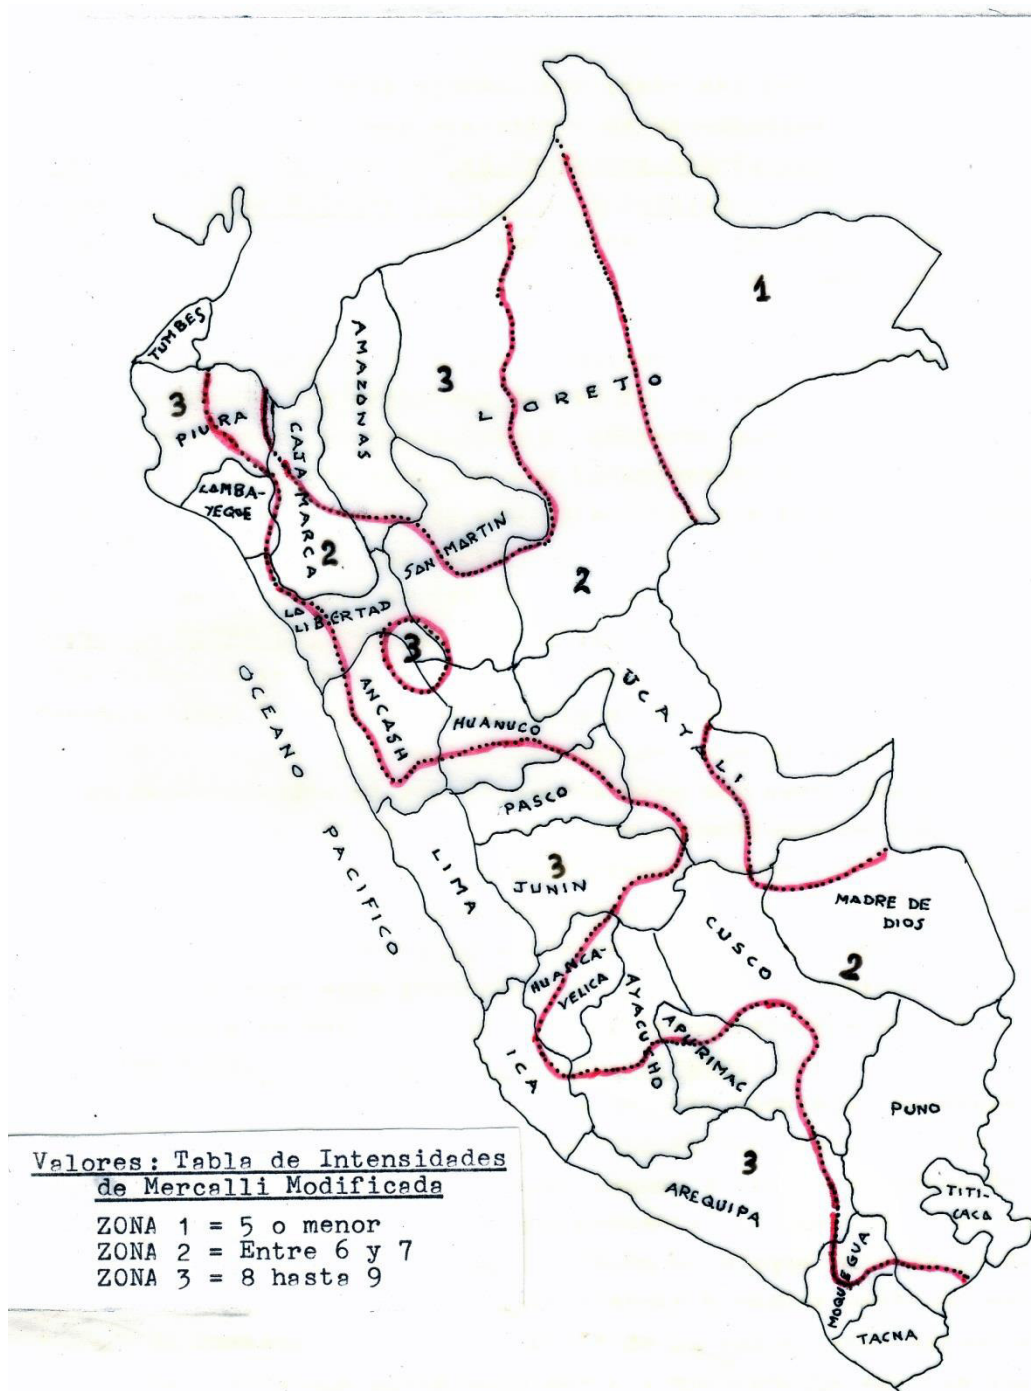 1
TUMBES
AMAZONAS
3
LORETO
3
PIURA
CAJAMARCA
LAMBA-
YEQUE
SAN MARTIN
2
2
LA
LIBERTAD
3
UCAYALI
ANCASH
HUANUCO
OCEANO PACIFICO
PASCO
LIMA
3
JUNIN
MADRE DE
DIOS
CUSCO
2
HUANCA-
VELICA
AYACUCHO
APURIMAC
ICA
PUNO
3
AREQUIPA
TITI-
CACA
MOQUEGUA
TACNA
Valores: Tabla de Intensidades
de Mercalli Modificada
ZONA 1 = 5 o menor
ZONA 2 = Entre 6 y 7
ZONA 3 = 8 hasta 9